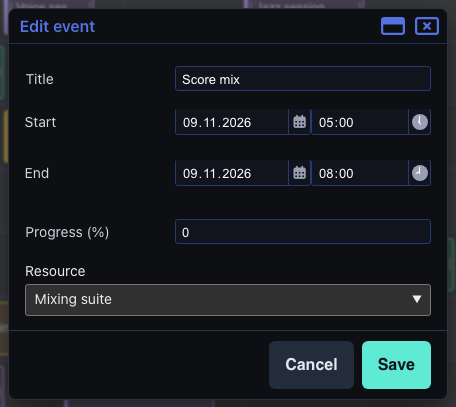 Edit event
Title
Score mix
Start
09.11.2026
05:00
End
09.11.2026
08:00
Progress (%)
0
Resource
Mixing suite
Cancel
Save